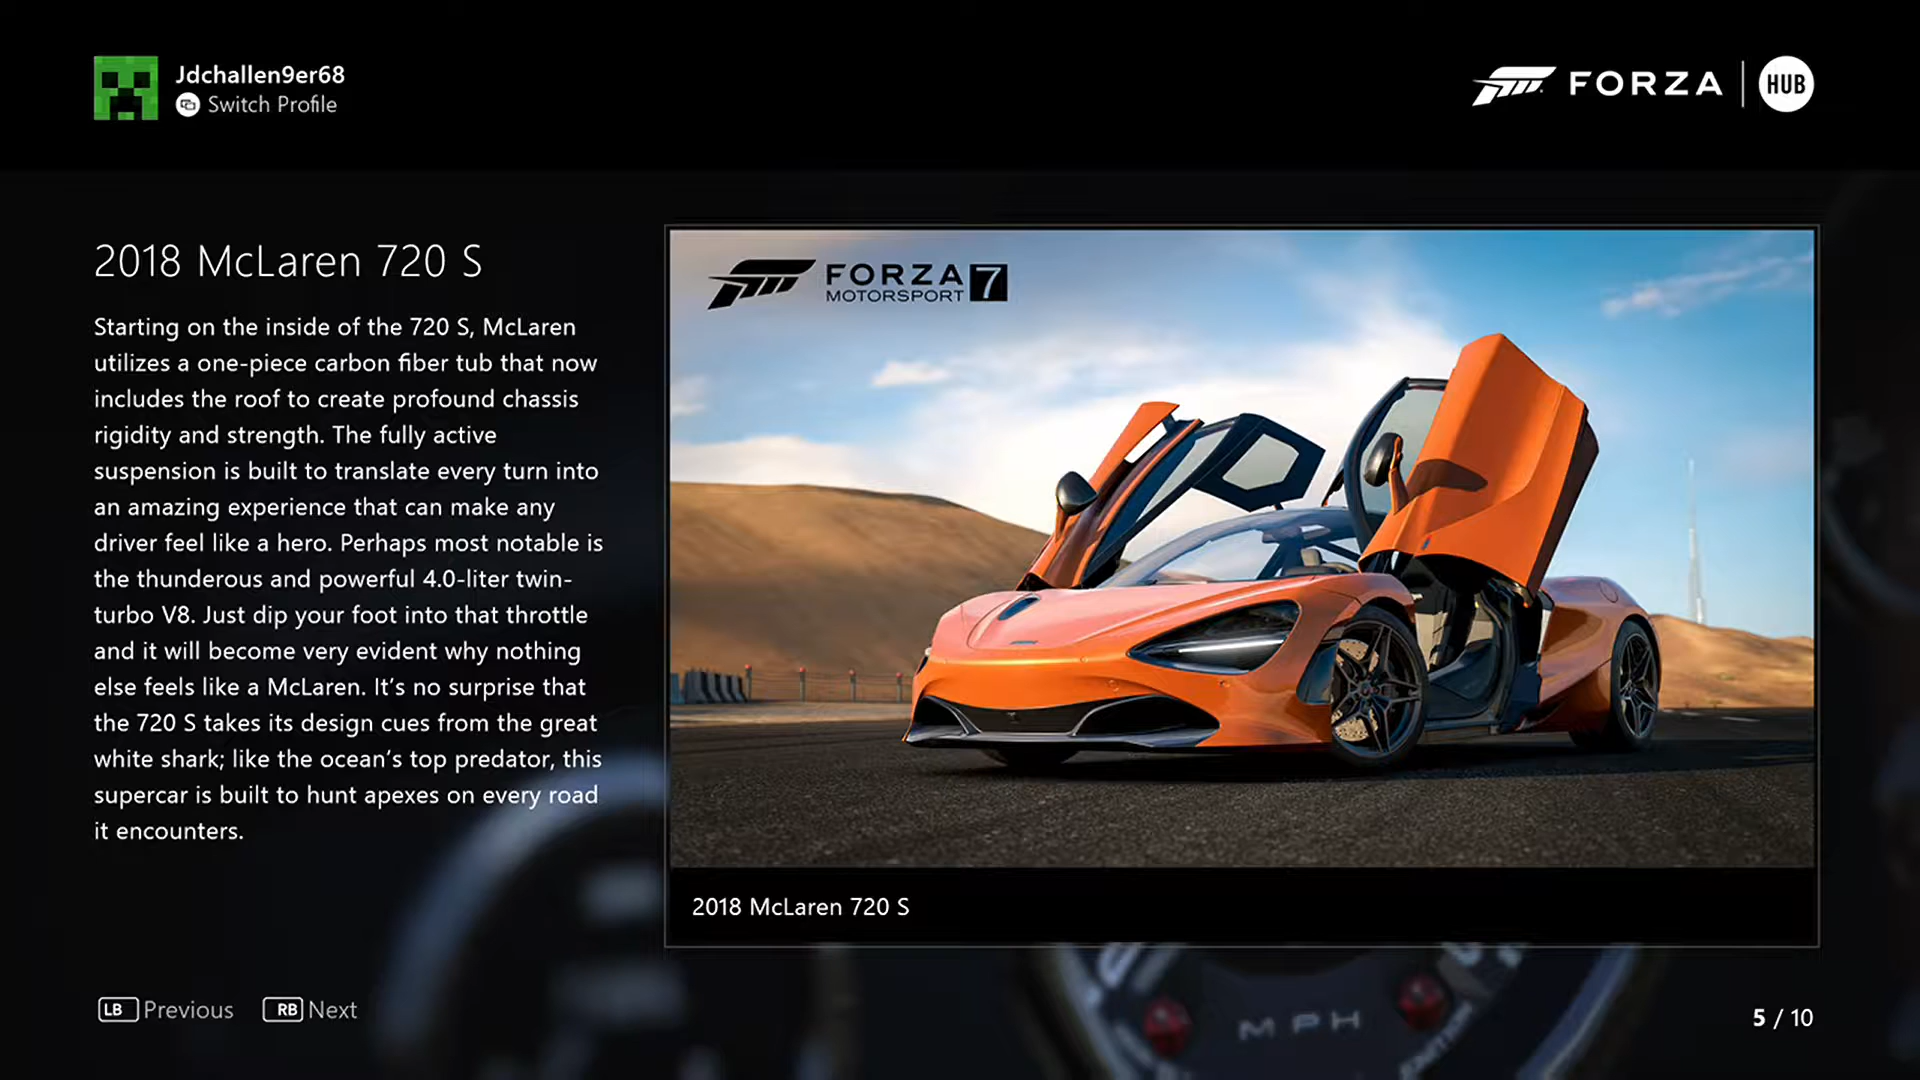 Jdchallen9er68
Switch Profile
FORZA HUB
2018 McLaren 720 S
Starting on the inside of the 720 S, McLaren
utilizes a one-piece carbon fiber tub that now
includes the roof to create profound chassis
rigidity and strength. The fully active
suspension is built to translate every turn into
an amazing experience that can make any
driver feel like a hero. Perhaps most notable is
the thunderous and powerful 4.0-liter twin-
turbo V8. Just dip your foot into that throttle
and it will become very evident why nothing
else feels like a McLaren. It’s no surprise that
the 720 S takes its design cues from the great
white shark; like the ocean’s top predator, this
supercar is built to hunt apexes on every road
it encounters.
FORZA
MOTORSPORT 7
2018 McLaren 720 S
LB Previous RB Next
MPH
5 / 10